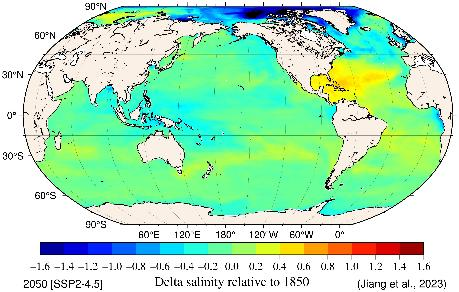 90°N
60°N
30°N
0°
30°S
60°S
90°S
60°E 120°E 180° 120°W 60°W 0°
−1.6 −1.4 −1.2 −1.0 −0.8 −0.6 −0.4 −0.2 0.0 0.2 0.4 0.6 0.8 1.0 1.2 1.4 1.6
2050 [SSP2-4.5] Delta salinity relative to 1850 (Jiang et al., 2023)